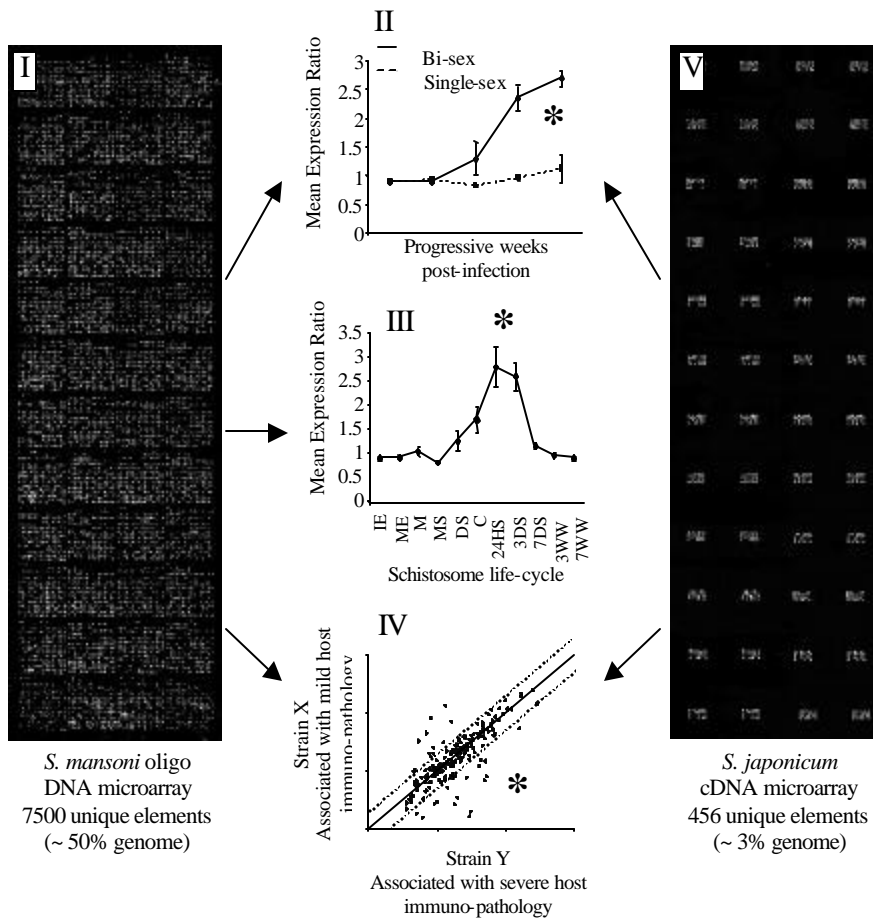 I
II
Bi-sex
Single-sex
Mean Expression Ratio
3
2.5
2
1.5
1
0.5
0
*
Progressive weeks
post-infection
V
III
*
Mean Expression Ratio
3.5
3
2.5
2
1.5
1
0.5
0
IE
ME
M
MS
DS
C
24HS
3DS
7DS
3WW
7WW
Schistosome life-cycle
IV
Strain X
Associated with mild host
immuno-pathology
*
Strain Y
Associated with severe host
immuno-pathology
S. mansoni oligo
DNA microarray
7500 unique elements
(~ 50% genome)
S. japonicum
cDNA microarray
456 unique elements
(~ 3% genome)